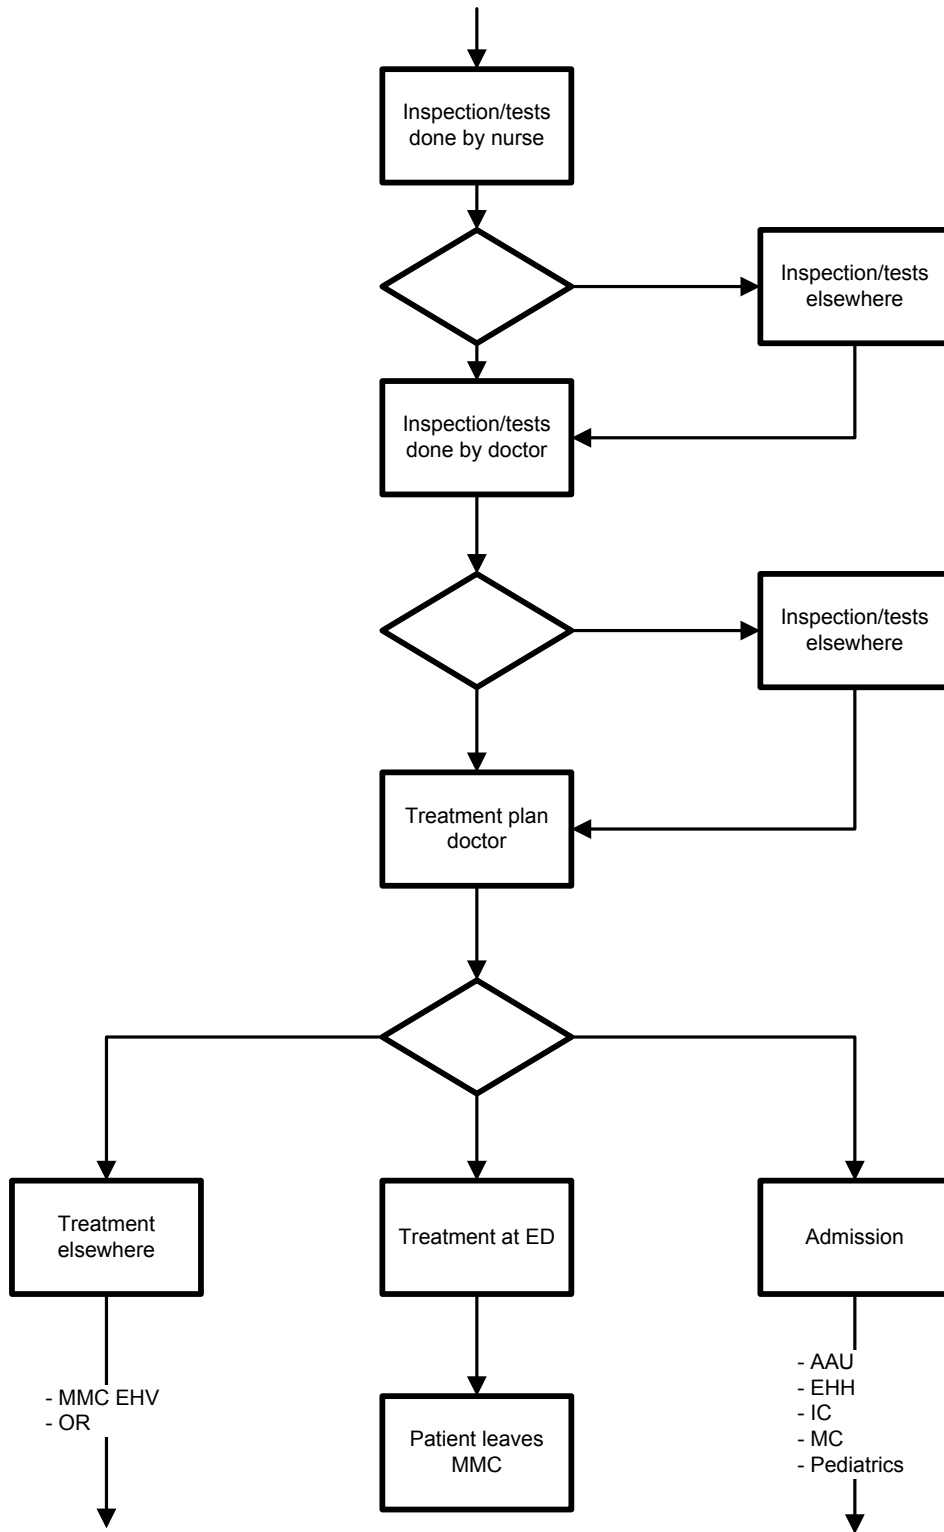 Inspection/tests
done by nurse
Inspection/tests
elsewhere
Inspection/tests
done by doctor
Inspection/tests
elsewhere
Treatment plan
doctor
Treatment
elsewhere
Treatment at ED
Admission
- MMC EHV
- OR
Patient leaves
MMC
- AAU
- EHH
- IC
- MC
- Pediatrics